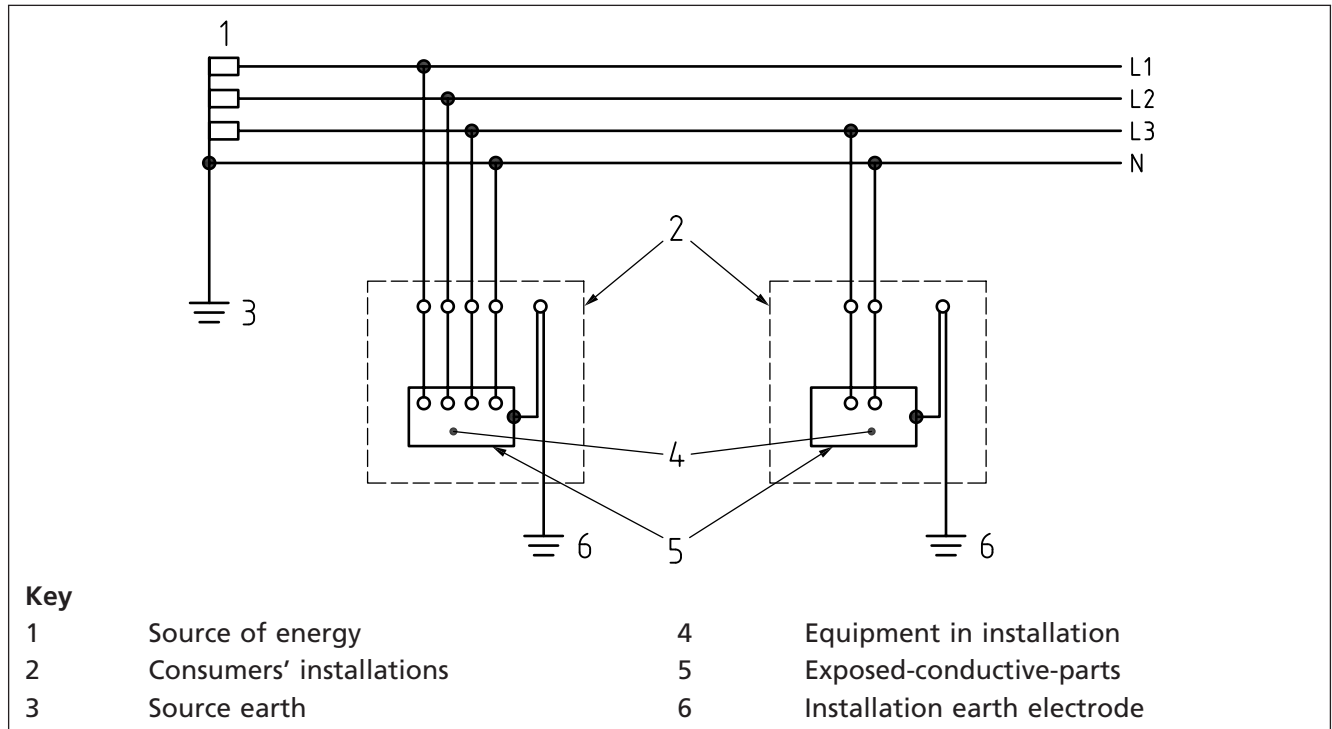 1
L1
L2
L3
N
2
3
4
5
6
6
Key
1 Source of energy
4 Equipment in installation
2 Consumers’ installations
5 Exposed-conductive-parts
3 Source earth
6 Installation earth electrode